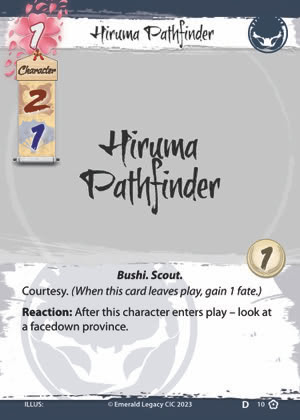 1
Hiruma Pathfinder
Character
2
1
Hiruma
Pathfinder
1
Bushi. Scout.
Courtesy. (When this card leaves play, gain 1 fate.)
Reaction: After this character enters play – look at
a facedown province.
ILLUS:
© Emerald Legacy CIC 2023
D 10